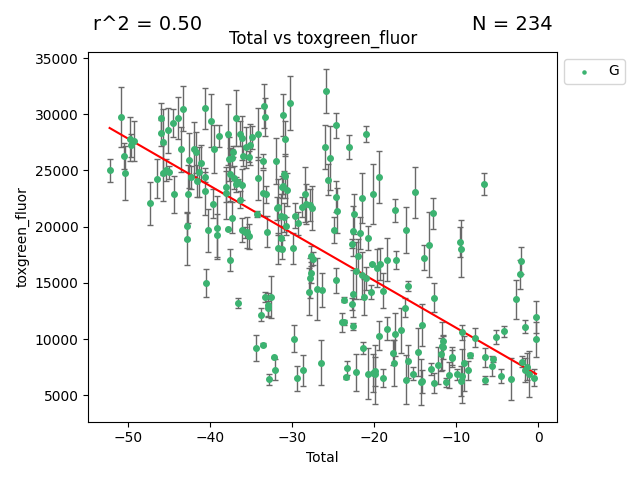 r^2 = 0.50 N = 234
Total vs toxgreen_fluor
35000
30000
25000
20000
15000
10000
5000
toxgreen_fluor
−50 −40 −30 −20 −10 0
Total
G